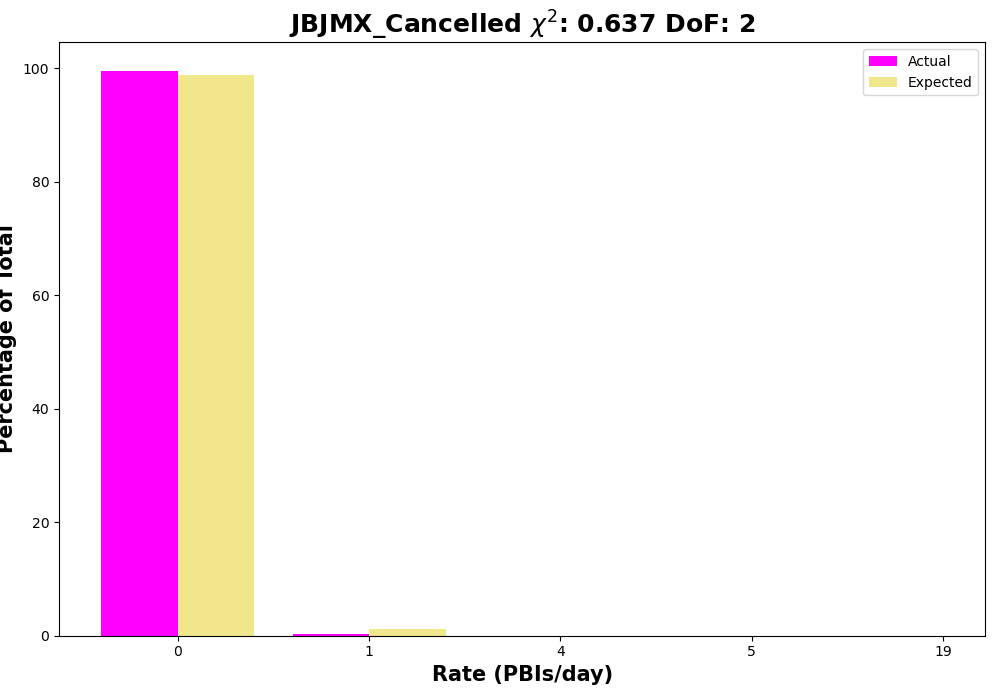 JBJMX_Cancelled χ²: 0.637 DoF: 2
Actual
Expected
100
80
60
40
20
0
Percentage of Total
0 1 4 5 19
Rate (PBIs/day)